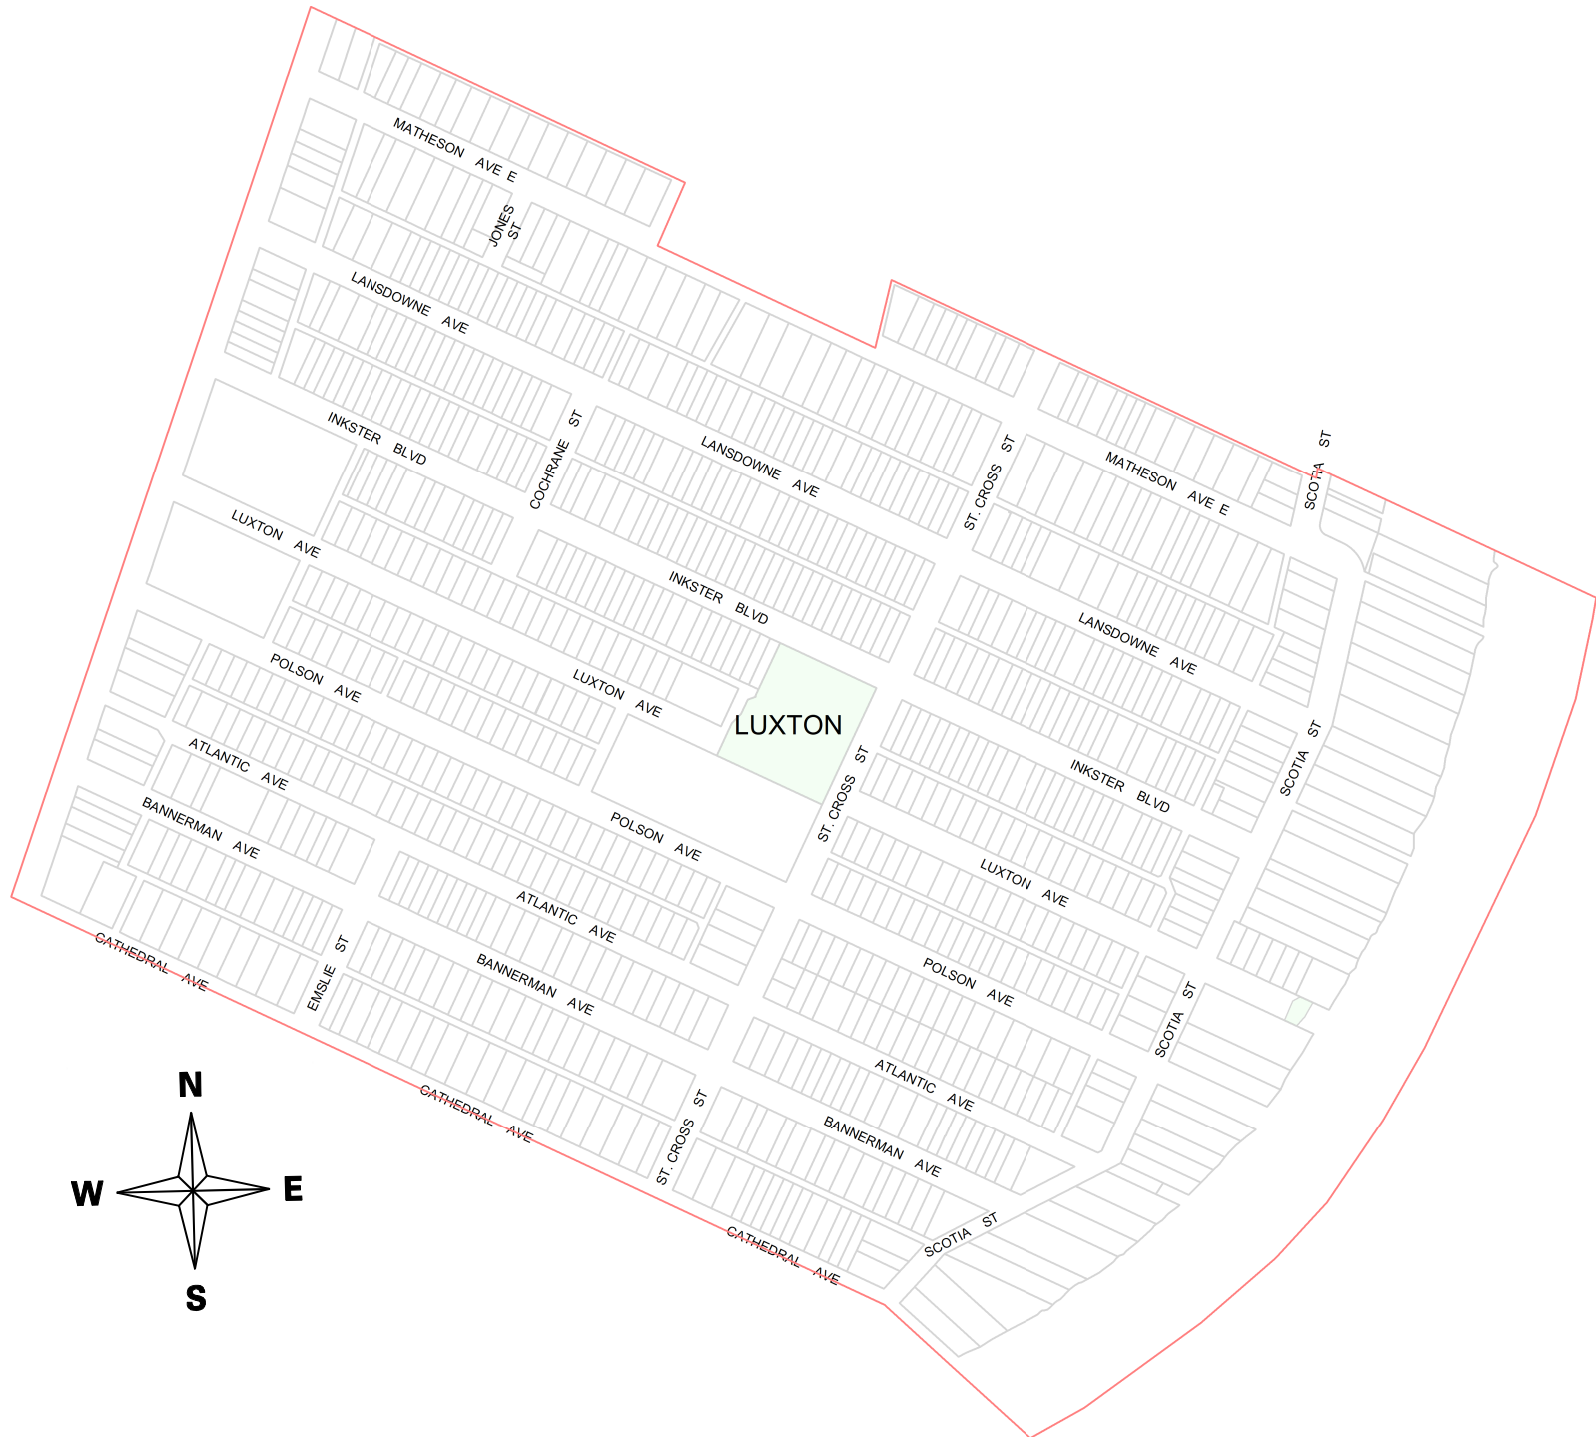 MATHESON AVE E
JONES
ST
LANSDOWNE AVE
INKSTER BLVD
COCHRANE ST
LANSDOWNE AVE
ST. CROSS ST
MATHESON AVE E
SCOTIA ST
LUXTON AVE
INKSTER BLVD
LANSDOWNE AVE
POLSON AVE
LUXTON AVE
LUXTON
SCOTIA ST
ATLANTIC AVE
INKSTER BLVD
ST. CROSS ST
BANNERMAN AVE
POLSON AVE
LUXTON AVE
ATLANTIC AVE
CATHEDRAL AVE
EMSLIE ST
BANNERMAN AVE
POLSON AVE
SCOTIA ST
ATLANTIC AVE
CATHEDRAL AVE
ST. CROSS ST
BANNERMAN AVE
SCOTIA ST
CATHEDRAL AVE
N
W E
S